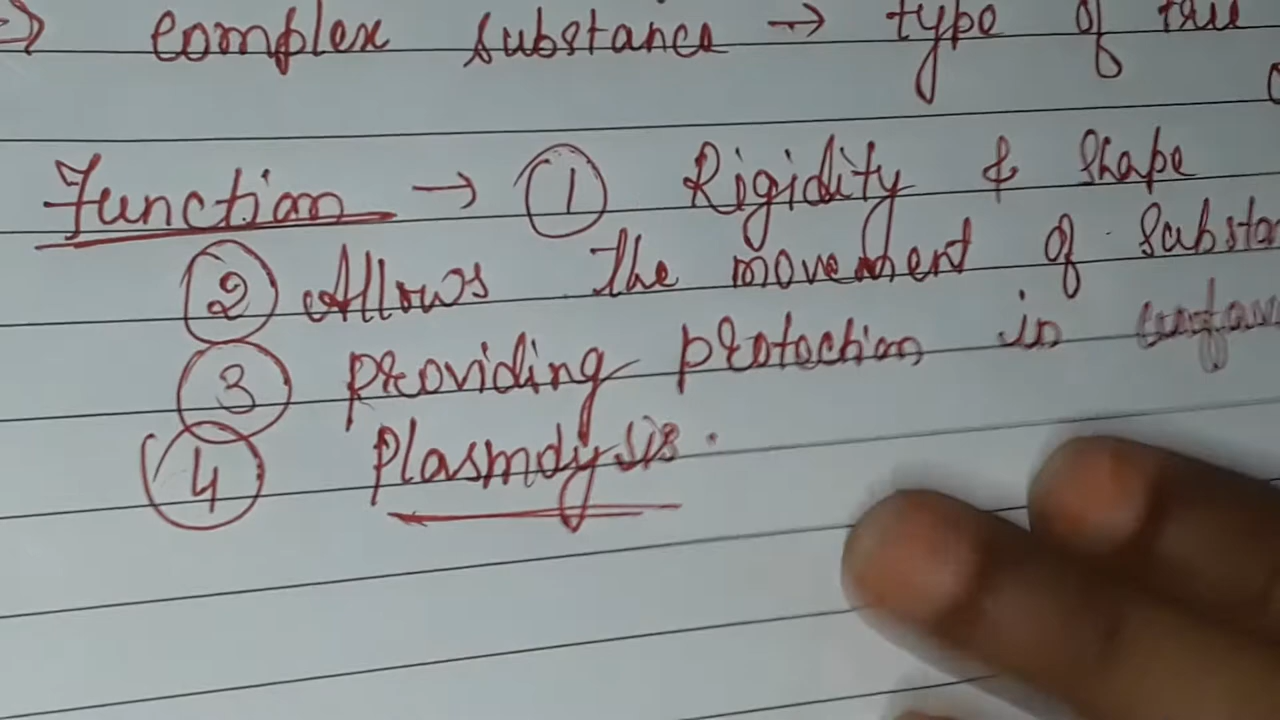 => complex substance → type of
Function → ① Rigidity & shape
② Allows the movement of Substa
③ providing protection in
④ Plasmolysis.